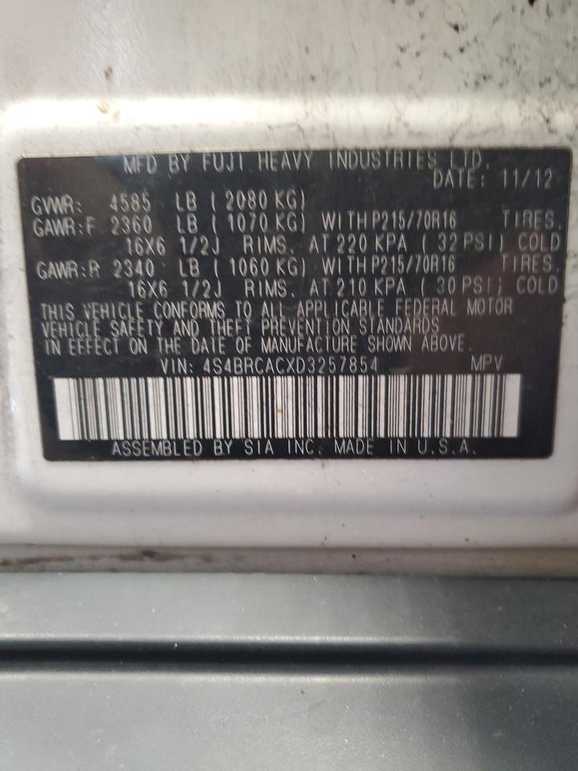 MFD BY FUJI HEAVY INDUSTRIES LTD.
DATE: 11/12
GVWR: 4585 LB ( 2080 KG)
GAWR:F 2360 LB ( 1070 KG) WITH P215/70R16 TIRES.
16X6 1/2J RIMS. AT 220 KPA ( 32 PSI) COLD
GAWR:R 2340 LB ( 1060 KG) WITH P215/70R16 TIRES.
16X6 1/2J RIMS. AT 210 KPA ( 30 PSI) COLD
THIS VEHICLE CONFORMS TO ALL APPLICABLE FEDERAL MOTOR
VEHICLE SAFETY AND THEFT PREVENTION STANDARDS
IN EFFECT ON THE DATE OF MANUFACTURE SHOWN ABOVE.
VIN: 4S4BRCACXD3257854 MPV
ASSEMBLED BY SIA INC. MADE IN U.S.A.